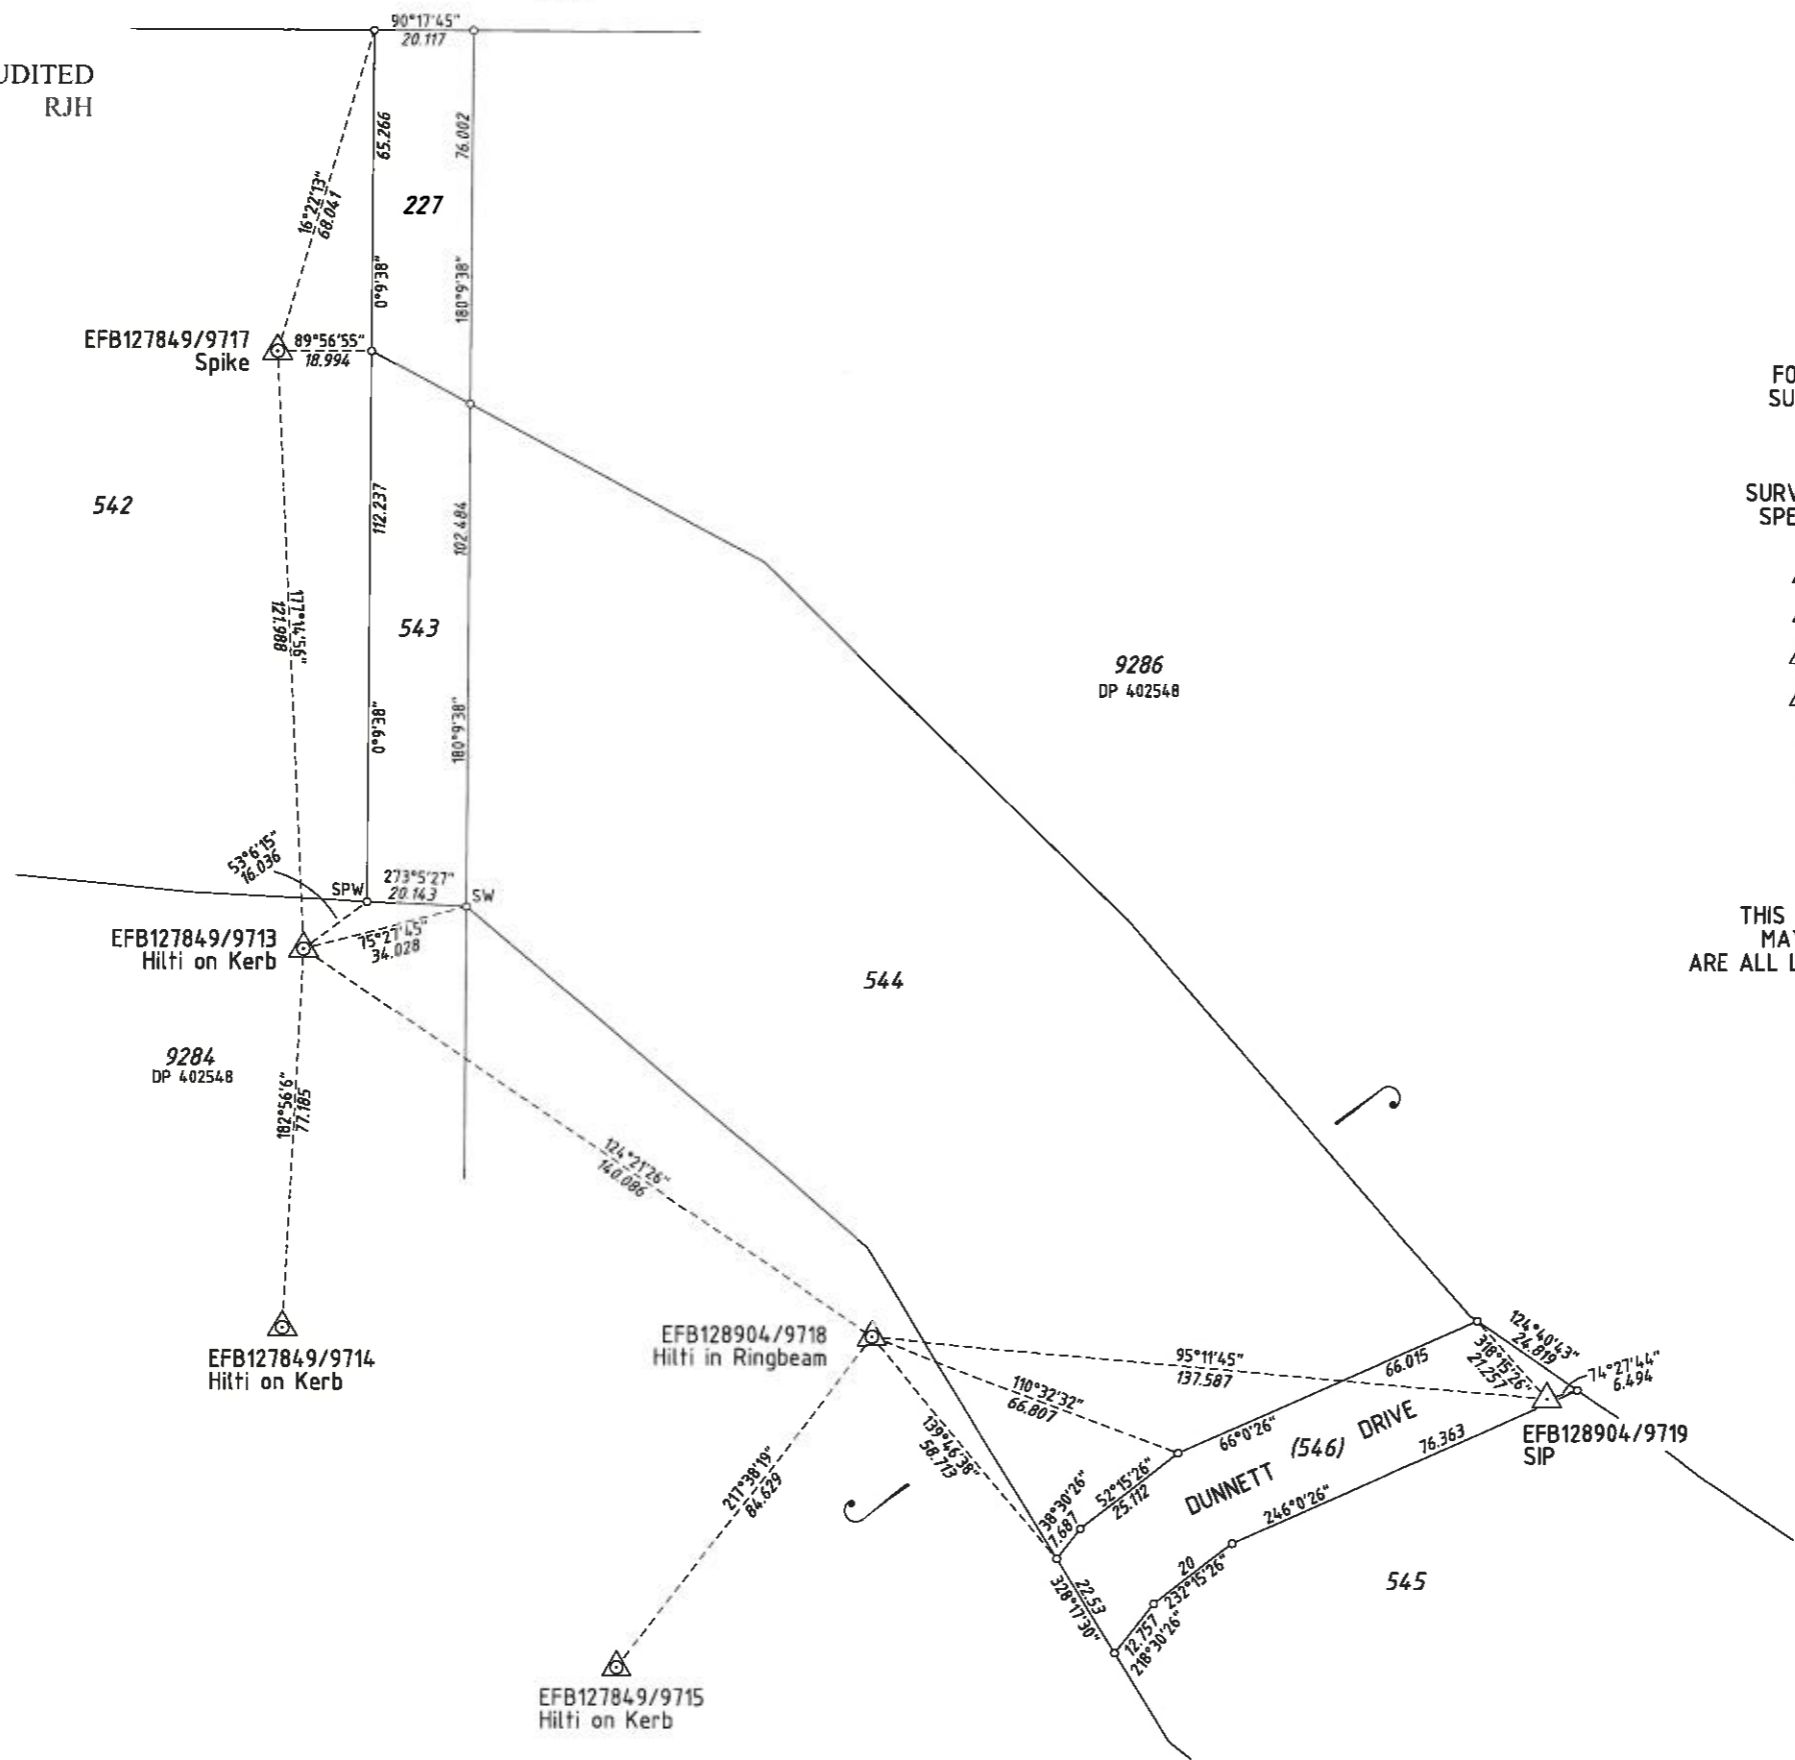 90°17'45"
20.117
UDITED
RJH
65.266
76.002
16°22'13"
68.041
227
0°9'38"
180°9'38"
EFB127849/9717
Spike
89°56'55"
18.994
FO
SU
542
112.237
102.484
SURV
SPE
177°14'56"
121.988
543
9286
DP 402548
0°9'38"
180°9'38"
53°6'15"
16.036
SPW
273°5'27"
20.143
SW
EFB127849/9713
Hilti on Kerb
75°27'45"
34.028
THIS
MAY
ARE ALL L
544
9284
DP 402548
182°56'6"
77.185
124°21'26"
140.086
EFB127849/9714
Hilti on Kerb
EFB128904/9718
Hilti in Ringbeam
95°11'45"
137.587
66.015
124°40'43"
24.819
318°15'26"
21.257
74°27'44"
6.494
110°32'32"
66.807
139°46'38"
58.713
66°0'26"
DUNNETT (546) DRIVE
76.363
EFB128904/9719
SIP
217°38'19"
84.629
38°30'26"
7.687
52°15'26"
25.112
246°0'26"
22.53
328°17'30"
20
232°15'26"
12.757
218°30'26"
545
EFB127849/9715
Hilti on Kerb